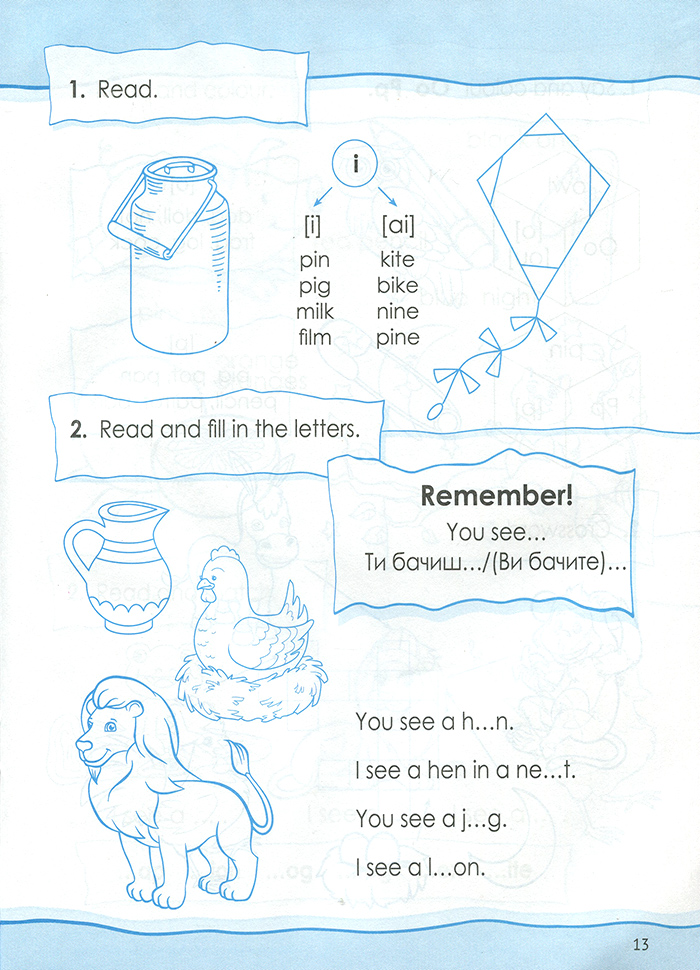 1. Read.
i
[i] [ai]
pin kite
pig bike
milk nine
film pine
2. Read and fill in the letters.
Remember!
You see...
Ти бачиш.../(Ви бачите)...
You see a h...n.
I see a hen in a ne...t.
You see a j...g.
I see a l...on.
13